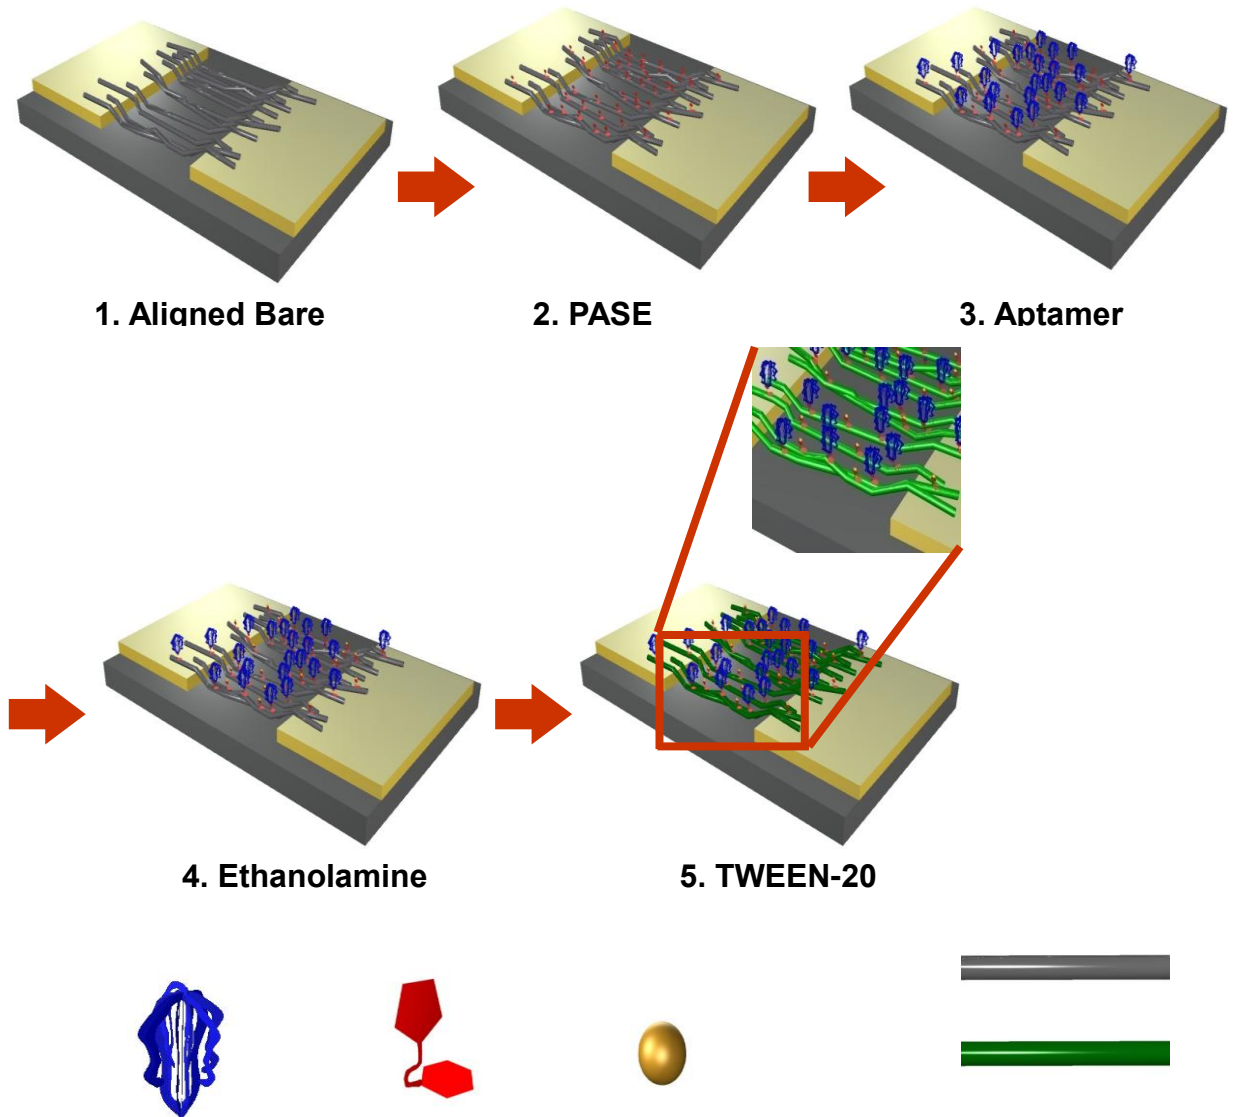 1. Aligned Bare
2. PASE
3. Aptamer
4. Ethanolamine
5. TWEEN-20